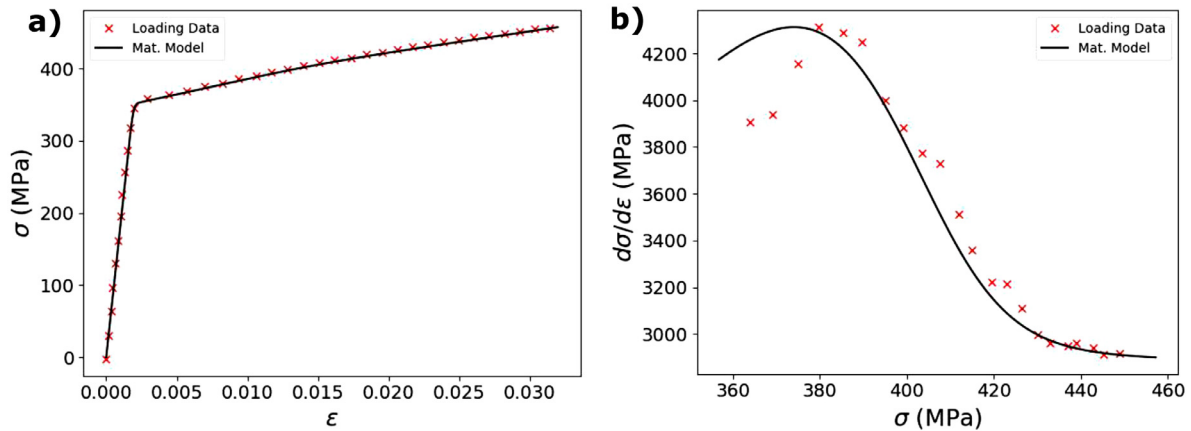 a)
Loading Data
Mat. Model
400
300
200
100
0
σ (MPa)
0.000 0.005 0.010 0.015 0.020 0.025 0.030
ε
b)
Loading Data
Mat. Model
4200
4000
3800
3600
3400
3200
3000
dσ/dε (MPa)
360 380 400 420 440 460
σ (MPa)